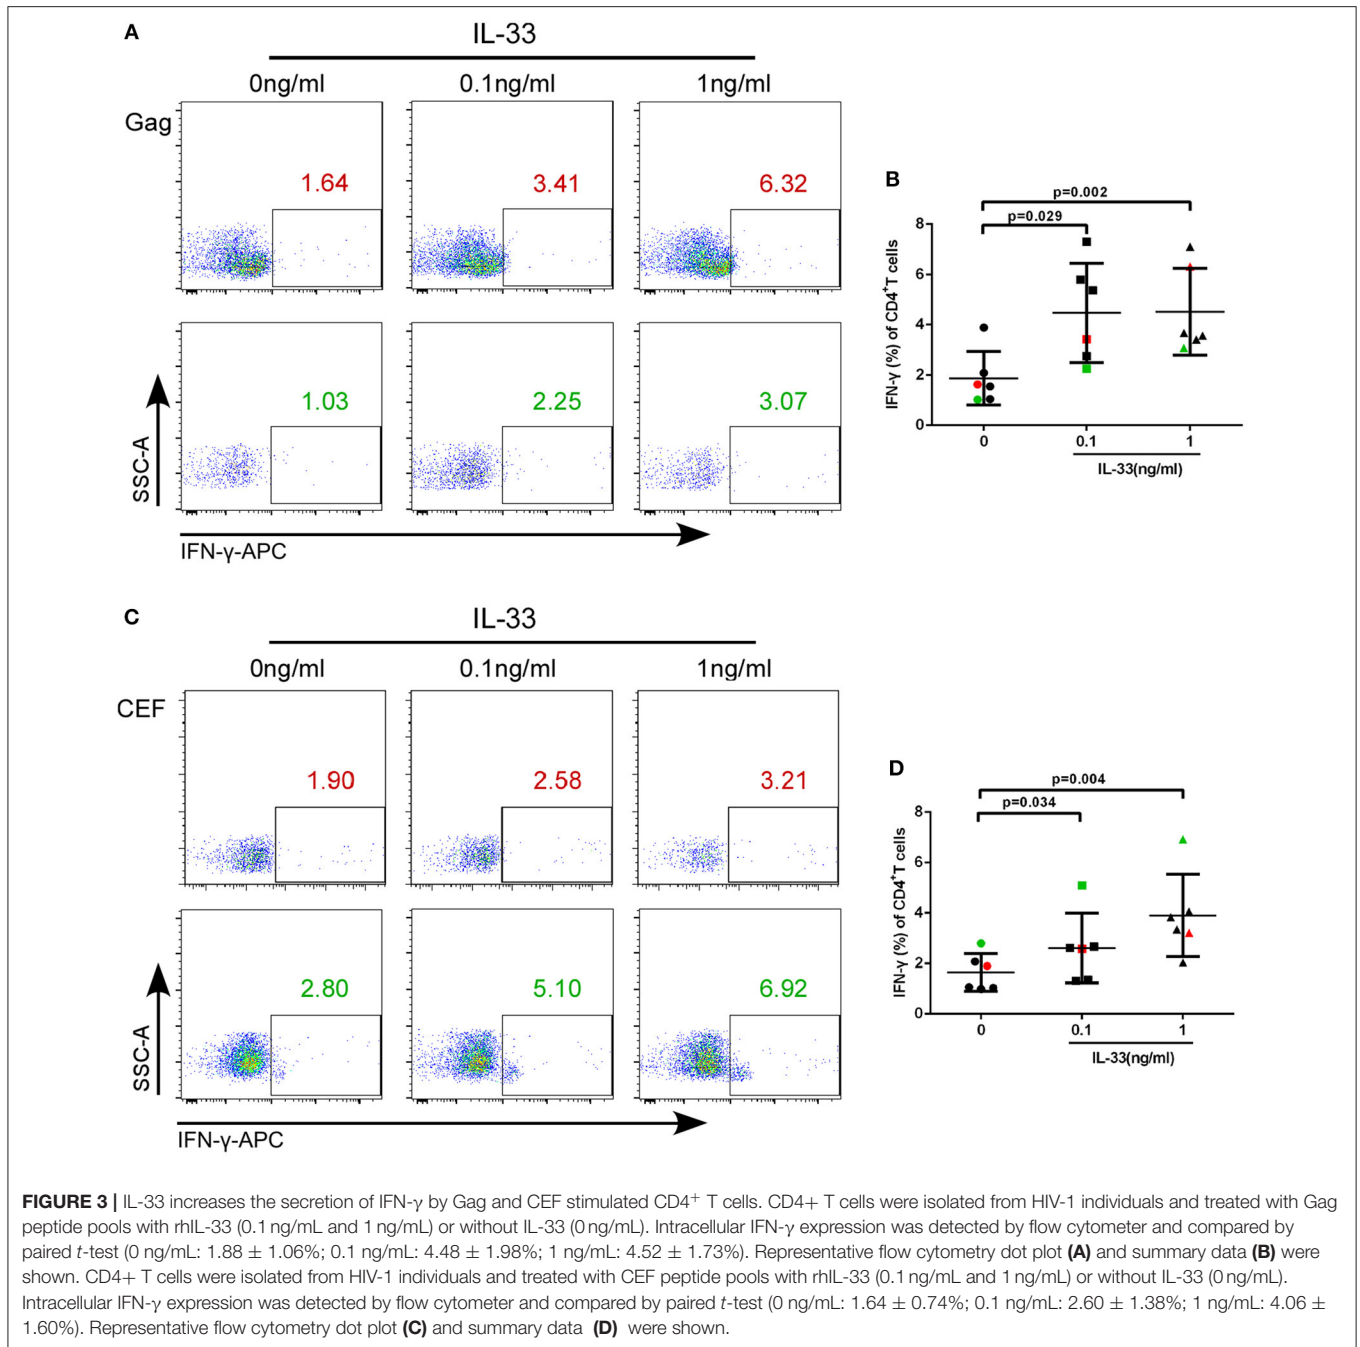 A
IL-33
0ng/ml 0.1ng/ml 1ng/ml
Gag
1.64 3.41 6.32
1.03 2.25 3.07
SSC-A
IFN-γ-APC
B
p=0.002
p=0.029
8
6
4
2
0
IFN-γ (%) of CD4⁺T cells
0 0.1 1
IL-33(ng/ml)
C
IL-33
0ng/ml 0.1ng/ml 1ng/ml
CEF
1.90 2.58 3.21
2.80 5.10 6.92
SSC-A
IFN-γ-APC
D
p=0.004
p=0.034
8
6
4
2
0
IFN-γ (%) of CD4⁺T cells
0 0.1 1
IL-33(ng/ml)
FIGURE 3 | IL-33 increases the secretion of IFN-γ by Gag and CEF stimulated CD4⁺ T cells. CD4+ T cells were isolated from HIV-1 individuals and treated with Gag
peptide pools with rhIL-33 (0.1 ng/mL and 1 ng/mL) or without IL-33 (0 ng/mL). Intracellular IFN-γ expression was detected by flow cytometer and compared by
paired t-test (0 ng/mL: 1.88 ± 1.06%; 0.1 ng/mL: 4.48 ± 1.98%; 1 ng/mL: 4.52 ± 1.73%). Representative flow cytometry dot plot (A) and summary data (B) were
shown. CD4+ T cells were isolated from HIV-1 individuals and treated with CEF peptide pools with rhIL-33 (0.1 ng/mL and 1 ng/mL) or without IL-33 (0 ng/mL).
Intracellular IFN-γ expression was detected by flow cytometer and compared by paired t-test (0 ng/mL: 1.64 ± 0.74%; 0.1 ng/mL: 2.60 ± 1.38%; 1 ng/mL: 4.06 ±
1.60%). Representative flow cytometry dot plot (C) and summary data (D) were shown.